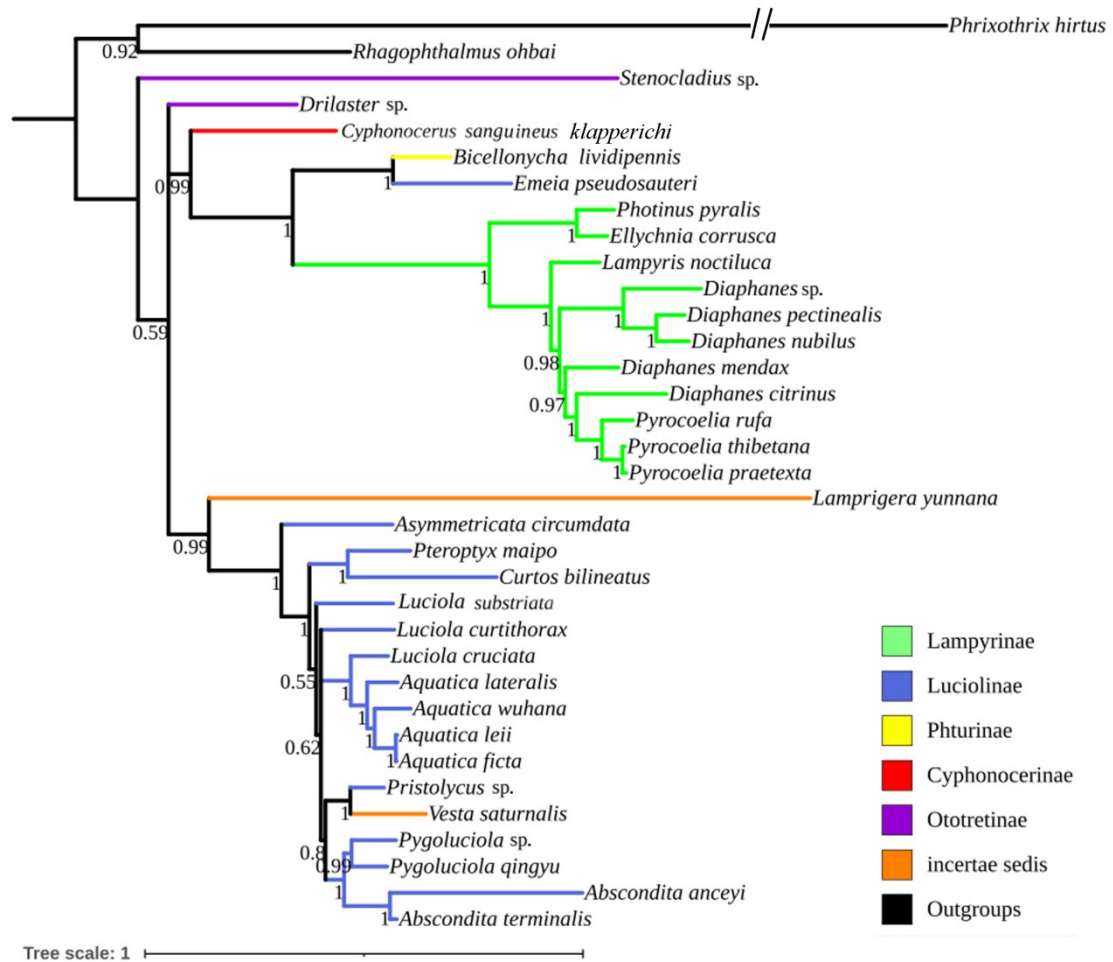 Phrixothrix hirtus
0.92
Rhagophthalmus ohbai
Stenocladius sp.
Drilaster sp.
Cyphonocerus sanguineus klapperichi
Bicellonycha lividipennis
0.99
1
Emeia pseudosauteri
Photinus pyralis
1
1
Ellychnia corrusca
Lampyris noctiluca
1
Diaphanes sp.
1
1
Diaphanes pectinealis
0.59
1
Diaphanes nubilus
0.98
Diaphanes mendax
Diaphanes citrinus
0.97
Pyrocoelia rufa
1
Pyrocoelia thibetana
1
1
Pyrocoelia praetexta
Lamprigera yunnana
Asymmetricata circumdata
0.99
Pteroptyx maipo
1
1
Curtos bilineatus
Luciola substriata
1
Luciola curtithorax
Luciola cruciata
0.55
1
Aquatica lateralis
1
Aquatica wuhana
0.62
1
Aquatica leii
1
Aquatica ficta
Pristolycus sp.
1
Vesta saturnalis
Pygoluciola sp.
0.8
0.99
Pygoluciola qingyu
1
Abscondita anceyi
1
Abscondita terminalis
Lampyrinae
Luciolinae
Phturinae
Cyphonocerinae
Ototretinae
incertae sedis
Outgroups
Tree scale: 1